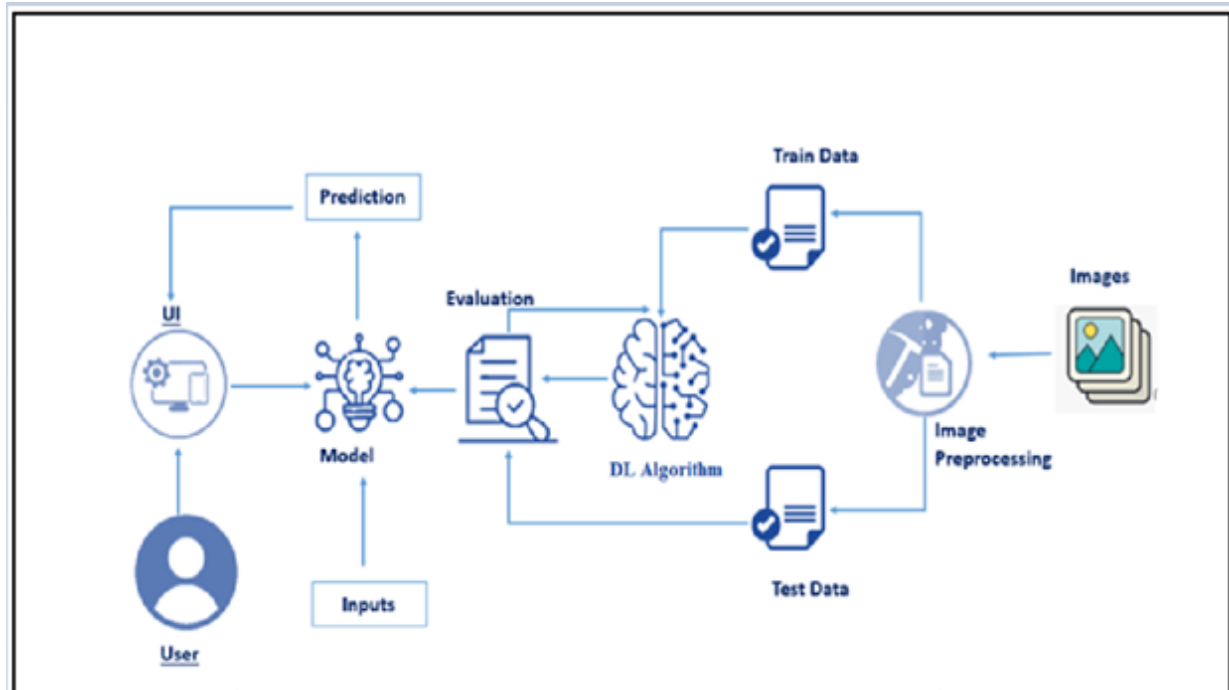 Train Data
Prediction
Images
Evaluation
UI
Image
Preprocessing
Model
DL Algorithm
Test Data
Inputs
User